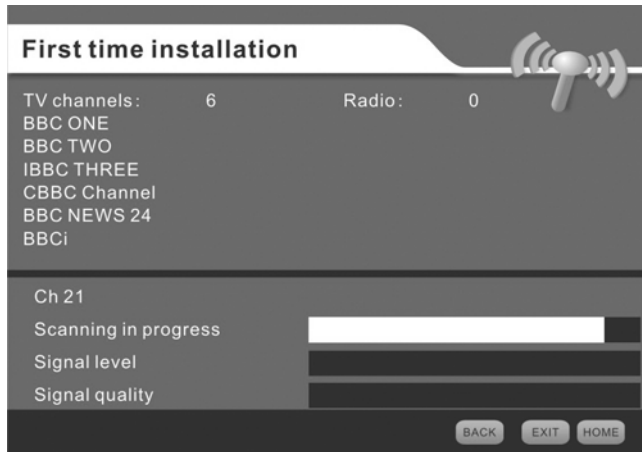 First time installation
TV channels: 6 Radio: 0
BBC ONE
BBC TWO
IBBC THREE
CBBC Channel
BBC NEWS 24
BBCi
Ch 21
Scanning in progress
Signal level
Signal quality
BACK EXIT HOME